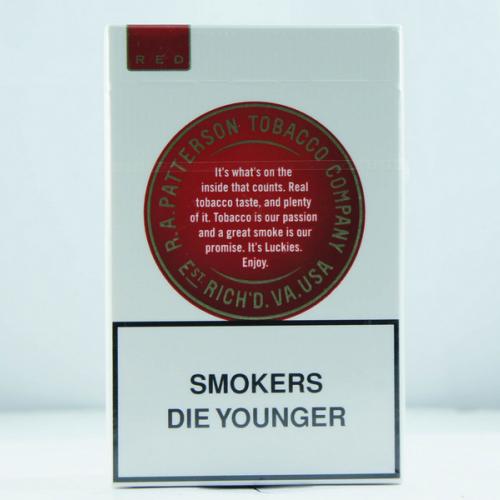 RED
R.A. PATTERSON TOBACCO COMPANY
It's what's on the
inside that counts. Real
tobacco taste, and plenty
of it. Tobacco is our passion
and a great smoke is our
promise. It's Luckies.
Enjoy.
EST. RICH'D. VA. USA
SMOKERS
DIE YOUNGER